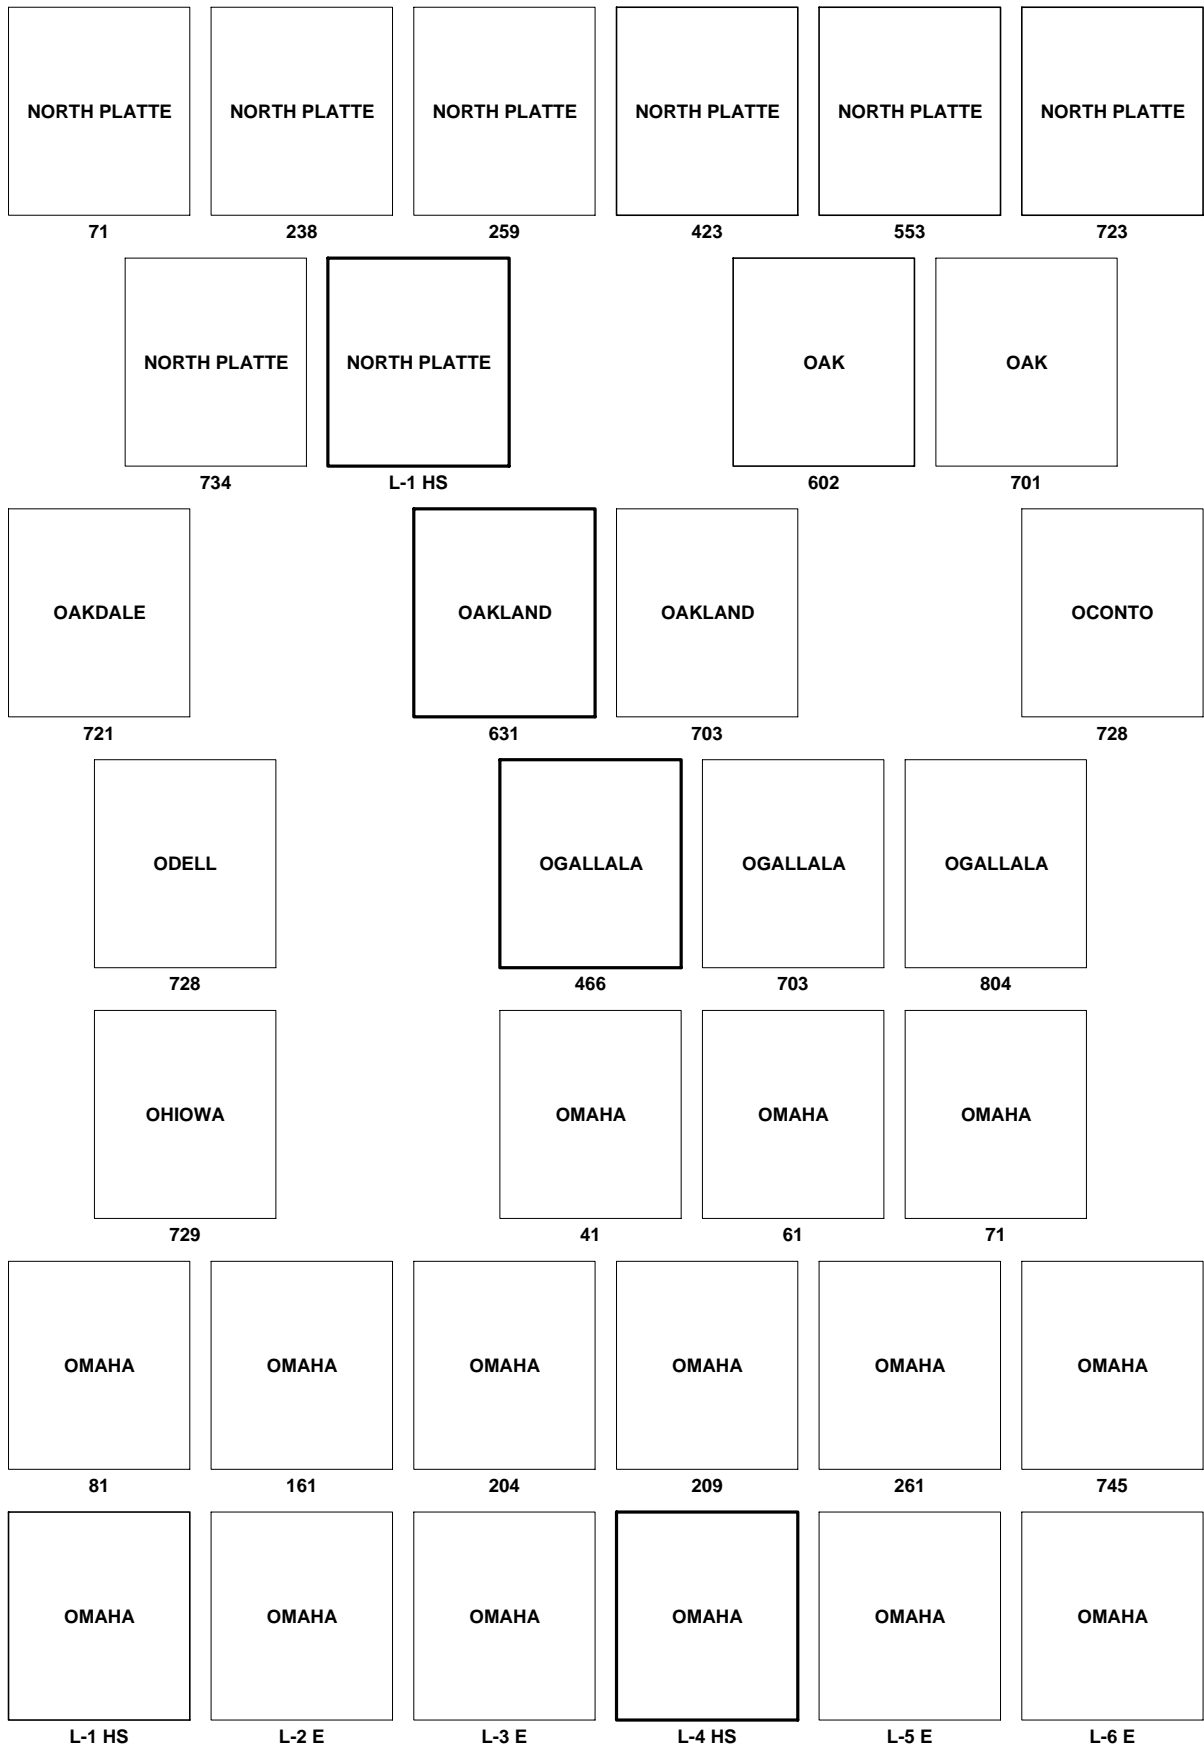 NORTH PLATTE NORTH PLATTE NORTH PLATTE NORTH PLATTE NORTH PLATTE NORTH PLATTE
71 238 259 423 553 723
NORTH PLATTE NORTH PLATTE OAK OAK
734 L-1 HS 602 701
OAKDALE OAKLAND OAKLAND OCONTO
721 631 703 728
ODELL OGALLALA OGALLALA OGALLALA
728 466 703 804
OHIOWA OMAHA OMAHA OMAHA
729 41 61 71
OMAHA OMAHA OMAHA OMAHA OMAHA OMAHA
81 161 204 209 261 745
OMAHA OMAHA OMAHA OMAHA OMAHA OMAHA
L-1 HS L-2 E L-3 E L-4 HS L-5 E L-6 E